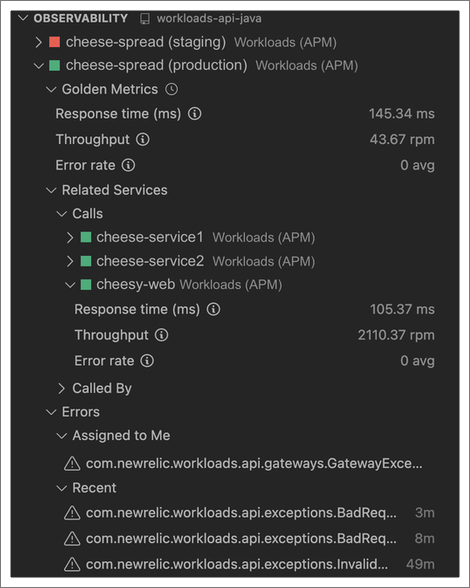 OBSERVABILITY workloads-api-java
cheese-spread (staging) Workloads (APM)
cheese-spread (production) Workloads (APM)
Golden Metrics
Response time (ms) 145.34 ms
Throughput 43.67 rpm
Error rate 0 avg
Related Services
Calls
cheese-service1 Workloads (APM)
cheese-service2 Workloads (APM)
cheesy-web Workloads (APM)
Response time (ms) 105.37 ms
Throughput 2110.37 rpm
Error rate 0 avg
Called By
Errors
Assigned to Me
com.newrelic.workloads.api.gateways.GatewayExce...
Recent
com.newrelic.workloads.api.exceptions.BadReq... 3m
com.newrelic.workloads.api.exceptions.BadReq... 8m
com.newrelic.workloads.api.exceptions.Invalid... 49m